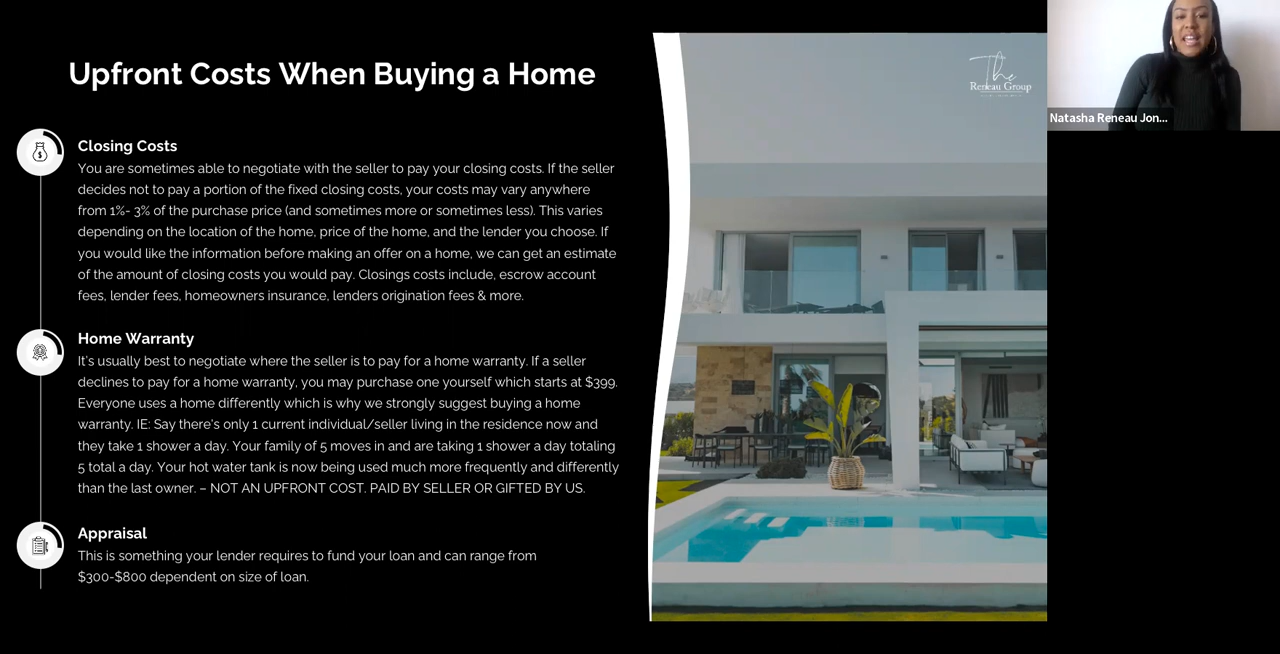 Upfront Costs When Buying a Home
Closing Costs
You are sometimes able to negotiate with the seller to pay your closing costs. If the seller
decides not to pay a portion of the fixed closing costs, your costs may vary anywhere
from 1%- 3% of the purchase price (and sometimes more or sometimes less). This varies
depending on the location of the home, price of the home, and the lender you choose. If
you would like the information before making an offer on a home, we can get an estimate
of the amount of closing costs you would pay. Closings costs include, escrow account
fees, lender fees, homeowners insurance, lenders origination fees & more.
Home Warranty
It's usually best to negotiate where the seller is to pay for a home warranty. If a seller
declines to pay for a home warranty, you may purchase one yourself which starts at $399.
Everyone uses a home differently which is why we strongly suggest buying a home
warranty. IE: Say there's only 1 current individual/seller living in the residence now and
they take 1 shower a day. Your family of 5 moves in and are taking 1 shower a day totaling
5 total a day. Your hot water tank is now being used much more frequently and differently
than the last owner. – NOT AN UPFRONT COST. PAID BY SELLER OR GIFTED BY US.
Appraisal
This is something your lender requires to fund your loan and can range from
$300-$800 dependent on size of loan.
The
Reneau Group
Natasha Reneau Jon...